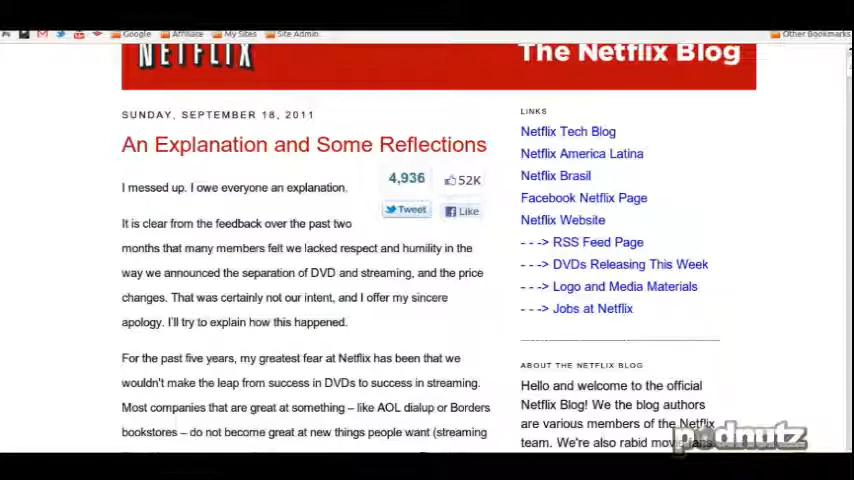 Google Affiliate My Sites Site Admin Other Bookmarks
NETFLIX The Netflix Blog
SUNDAY, SEPTEMBER 18, 2011
An Explanation and Some Reflections
4,936 52K
Tweet Like
I messed up. I owe everyone an explanation.
It is clear from the feedback over the past two
months that many members felt we lacked respect and humility in the
way we announced the separation of DVD and streaming, and the price
changes. That was certainly not our intent, and I offer my sincere
apology. I'll try to explain how this happened.
For the past five years, my greatest fear at Netflix has been that we
wouldn't make the leap from success in DVDs to success in streaming.
Most companies that are great at something – like AOL dialup or Borders
bookstores – do not become great at new things people want (streaming
LINKS
Netflix Tech Blog
Netflix America Latina
Netflix Brasil
Facebook Netflix Page
Netflix Website
- - -> RSS Feed Page
- - -> DVDs Releasing This Week
- - -> Logo and Media Materials
- - -> Jobs at Netflix
ABOUT THE NETFLIX BLOG
Hello and welcome to the official
Netflix Blog! We the blog authors
are various members of the Netflix
team. We're also rabid movie fans
podnutz